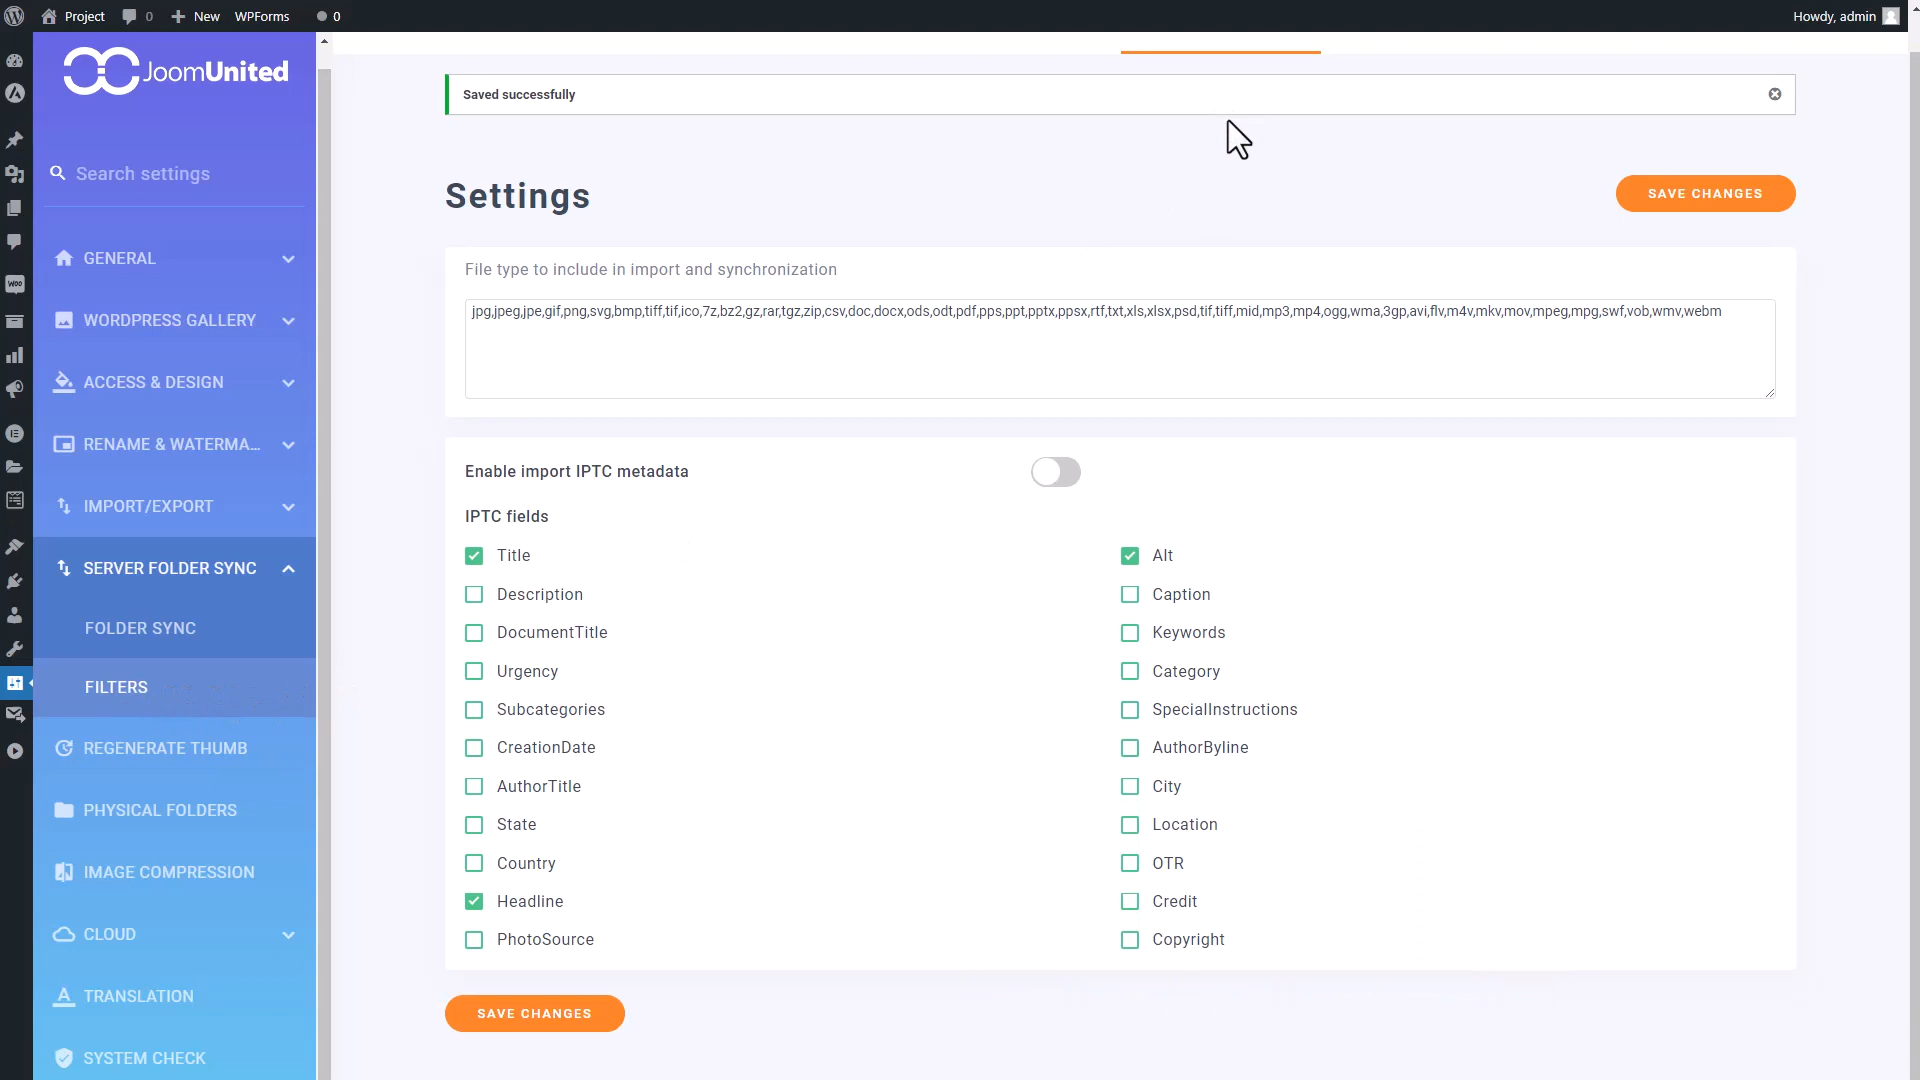 Project
0
New
WPForms
0
Howdy, admin
JoomUnited
Saved successfully
Search settings
Settings
SAVE CHANGES
GENERAL
WORDPRESS GALLERY
ACCESS & DESIGN
RENAME & WATERMA...
IMPORT/EXPORT
SERVER FOLDER SYNC
FOLDER SYNC
FILTERS
REGENERATE THUMB
PHYSICAL FOLDERS
IMAGE COMPRESSION
CLOUD
TRANSLATION
SYSTEM CHECK
Woo
File type to include in import and synchronization
jpg,jpeg,jpe,gif,png,svg,bmp,tiff,tif,ico,7z,bz2,gz,rar,tgz,zip,csv,doc,docx,ods,odt,pdf,pps,ppt,pptx,ppsx,rtf,txt,xls,xlsx,psd,tif,tiff,mid,mp3,mp4,ogg,wma,3gp,avi,flv,m4v,mkv,mov,mpeg,mpg,swf,vob,wmv,webm
Enable import IPTC metadata
IPTC fields
Title
Alt
Description
Caption
DocumentTitle
Keywords
Urgency
Category
Subcategories
SpecialInstructions
CreationDate
AuthorByline
AuthorTitle
City
State
Location
Country
OTR
Headline
Credit
PhotoSource
Copyright
SAVE CHANGES